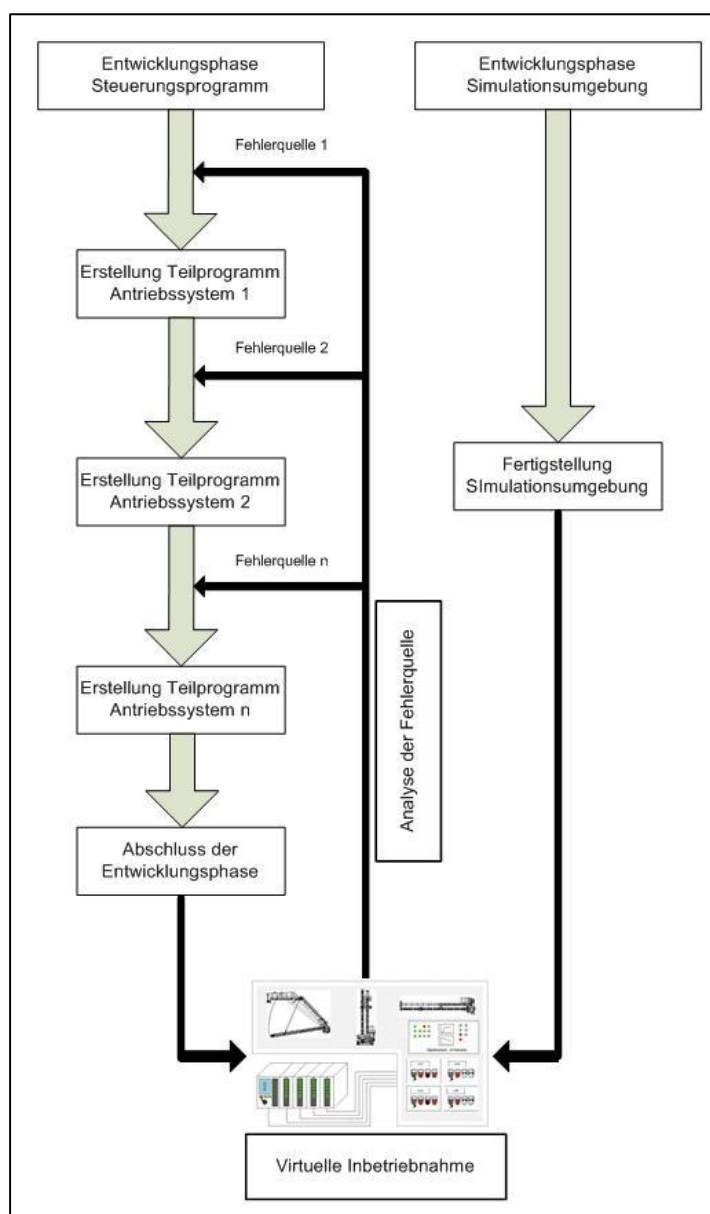 Entwicklungsphase
Steuerungsprogramm
Entwicklungsphase
Simulationsumgebung
Fehlerquelle 1
Erstellung Teilprogramm
Antriebssystem 1
Fehlerquelle 2
Erstellung Teilprogramm
Antriebssystem 2
Fertigstellung
SImulationsumgebung
Fehlerquelle n
Erstellung Teilprogramm
Antriebssystem n
Analyse der Fehlerquelle
Abschluss der
Entwicklungsphase
Virtuelle Inbetriebnahme